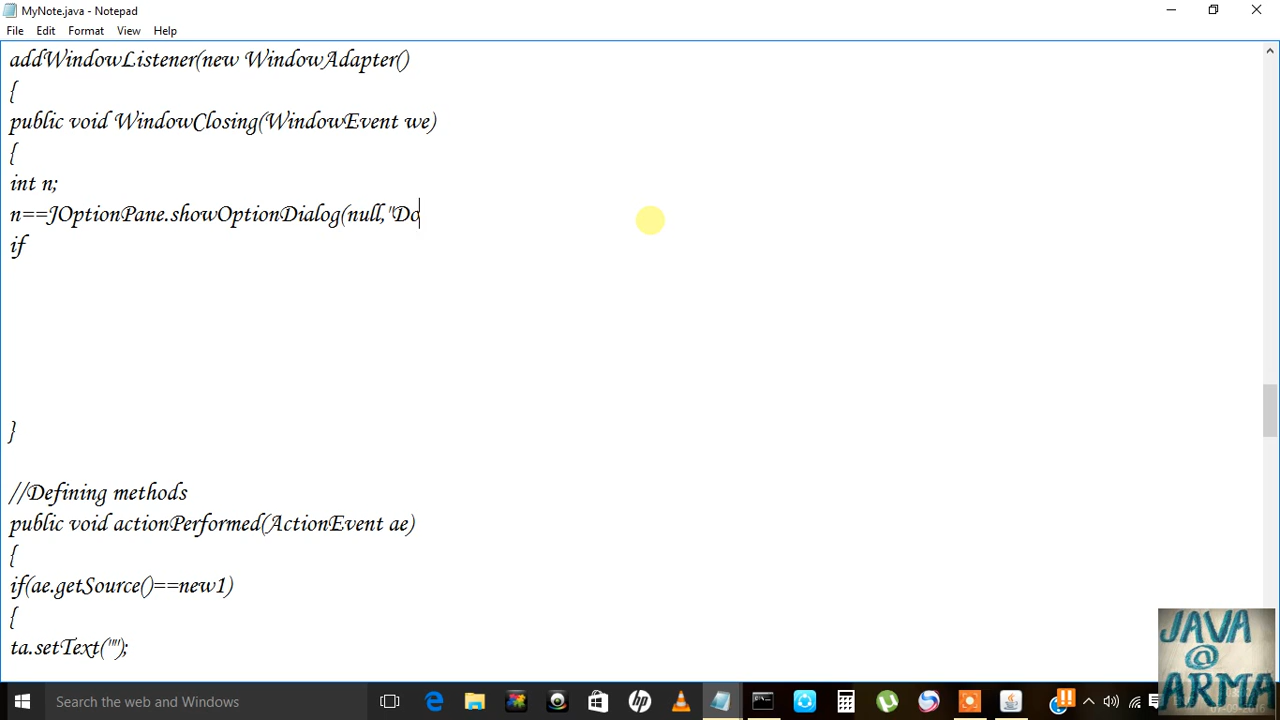 MyNote.java - Notepad
File Edit Format View Help
addWindowListener(new WindowAdapter()
{
public void WindowClosing(WindowEvent we)
{
int n;
n==JOptionPane.showOptionDialog(null,"Do
if
}
//Defining methods
public void actionPerformed(ActionEvent ae)
{
if(ae.getSource()==new1)
{
ta.setText("");
JAVA
@
ARMA
Search the web and Windows
hp